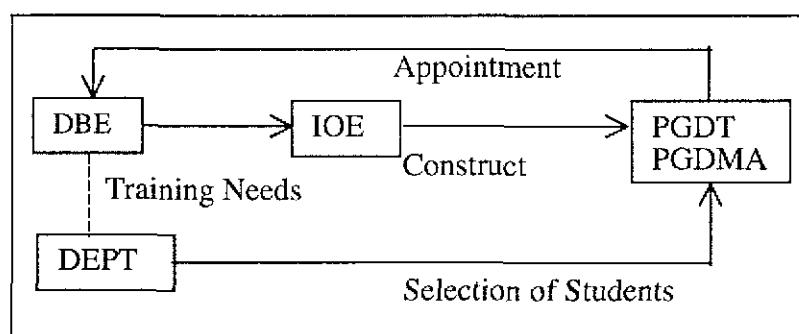 Appointment
DBE
IOE
PGDT
PGDMA
Construct
Training Needs
DEPT
Selection of Students